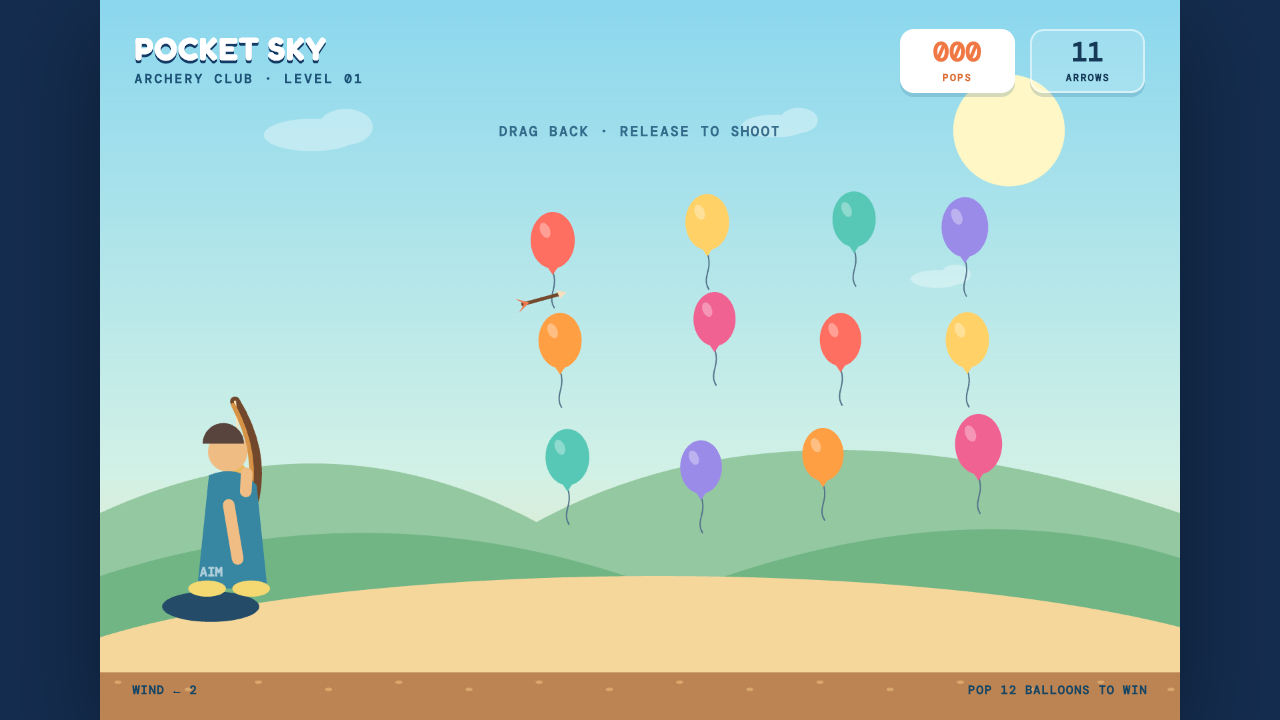 POCKET SKY
ARCHERY CLUB · LEVEL 01
000
POPS
11
ARROWS
DRAG BACK · RELEASE TO SHOOT
AIM
WIND ← 2
POP 12 BALLOONS TO WIN